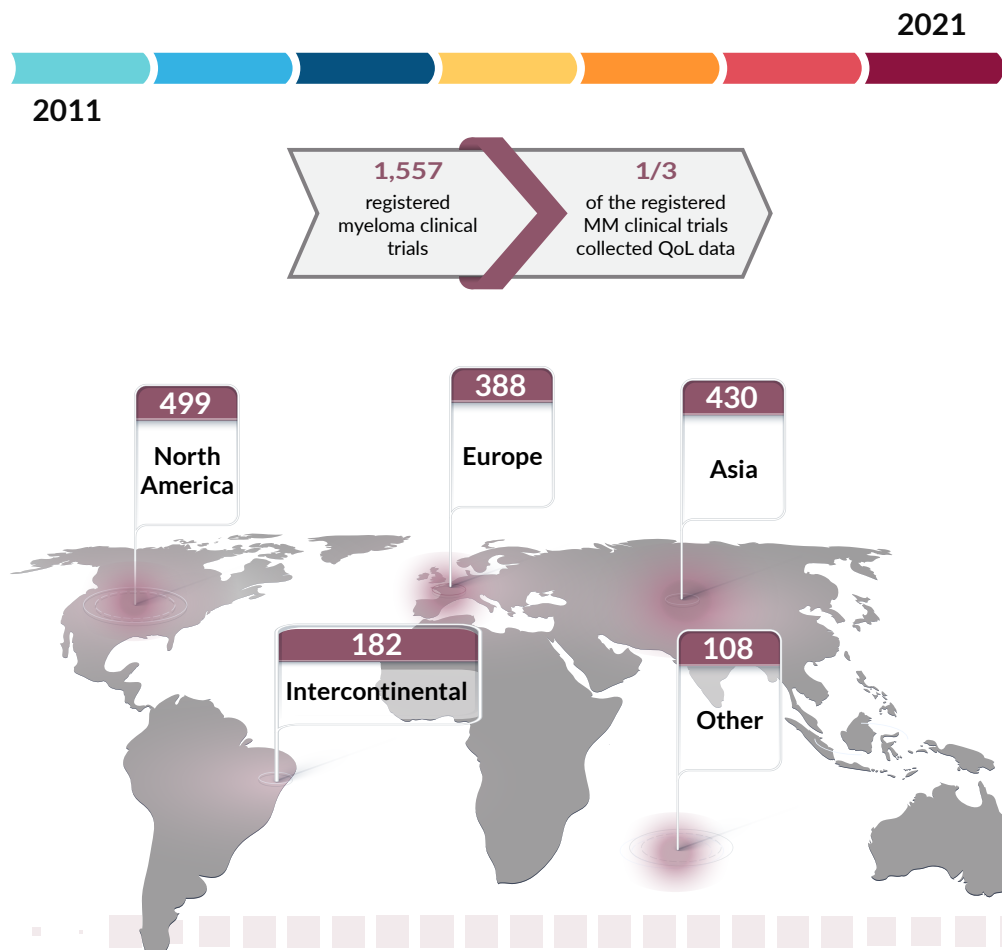 2021
2011
1,557
registered
myeloma clinical
trials
1/3
of the registered
MM clinical trials
collected QoL data
499
North
America
388
Europe
430
Asia
182
Intercontinental
108
Other